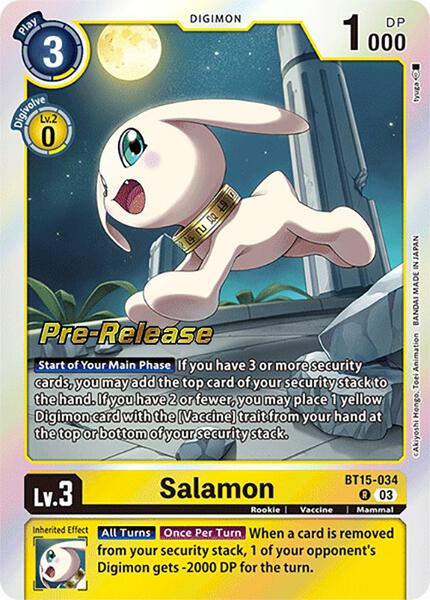 Play
3
DIGIMON
DP
1000
Digivolve
Lv.2
0
tyuga
Pre-Release
Start of Your Main Phase If you have 3 or more security
cards, you may add the top card of your security stack to
the hand. If you have 2 or fewer, you may place 1 yellow
Digimon card with the [Vaccine] trait from your hand at
the top or bottom of your security stack.
©Akiyoshi Hongo, Toei Animation BANDAI MADE IN JAPAN
Lv.3
Salamon
BT15-034
R 03
Rookie | Vaccine | Mammal
Inherited Effect
All Turns Once Per Turn When a card is removed
from your security stack, 1 of your opponent's
Digimon gets -2000 DP for the turn.